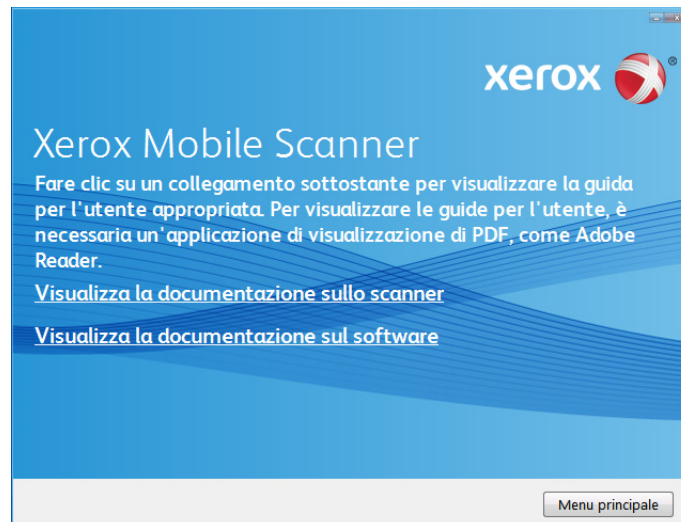 xerox ®
Xerox Mobile Scanner
Fare clic su un collegamento sottostante per visualizzare la guida
per l'utente appropriata. Per visualizzare le guide per l'utente, è
necessaria un'applicazione di visualizzazione di PDF, come Adobe
Reader.
Visualizza la documentazione sullo scanner
Visualizza la documentazione sul software
Menu principale